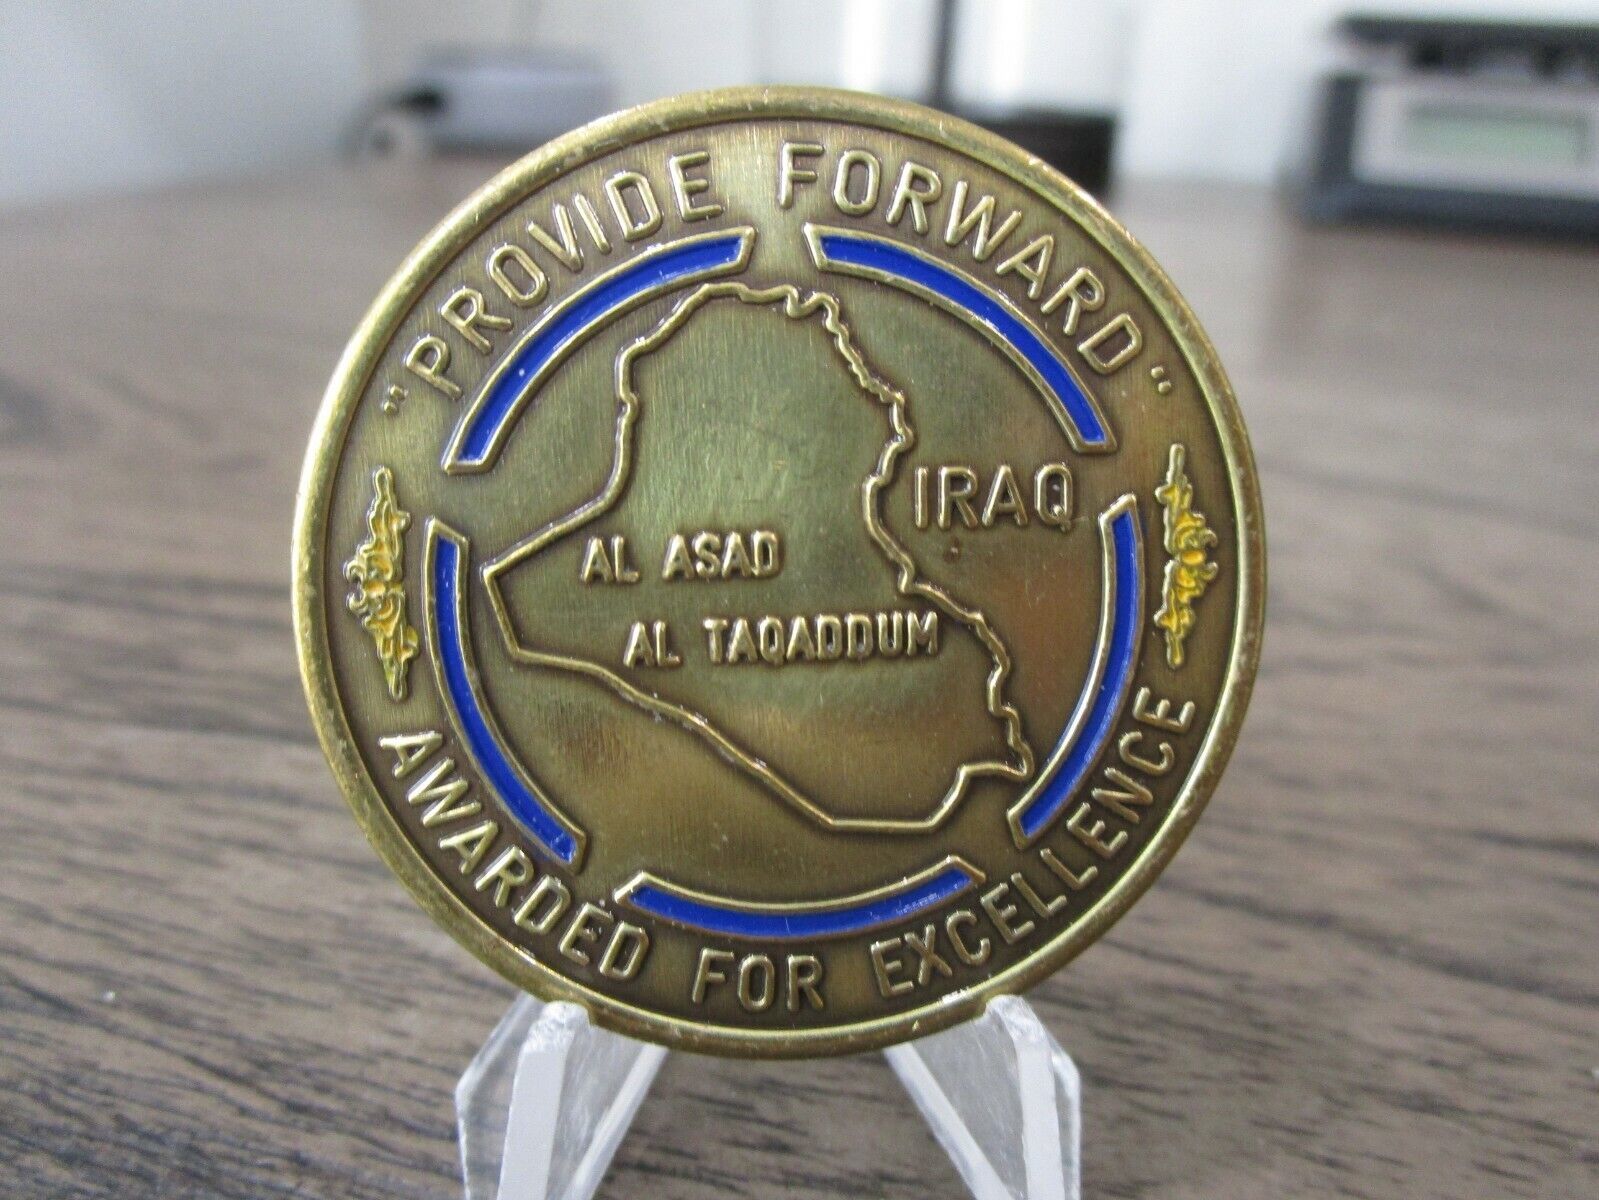 "PROVIDE FORWARD"
IRAQ
AL ASAD
AL TAQADDUM
AWARDED FOR EXCELLENCE